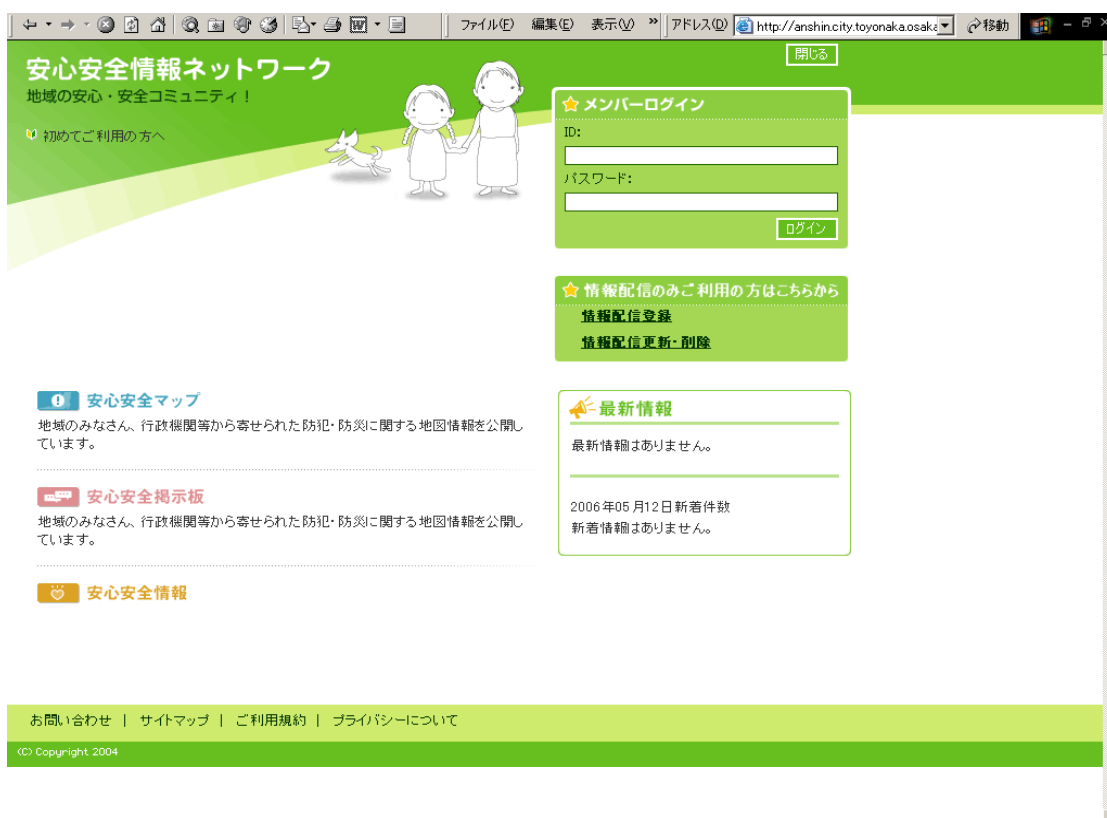 ファイル(F) 編集(E) 表示(V) » アドレス(D) http://anshin.city.toyonaka.osaka 移動
閉じる
安心安全情報ネットワーク
地域の安心・安全コミュニティ！
初めてご利用の方へ
メンバーログイン
ID:
パスワード:
ログイン
情報配信のみご利用の方はこちらから
情報配信登録
情報配信更新・削除
安心安全マップ
地域のみなさん、行政機関等から寄せられた防犯・防災に関する地図情報を公開し
ています。
安心安全掲示板
地域のみなさん、行政機関等から寄せられた防犯・防災に関する地図情報を公開し
ています。
安心安全情報
最新情報
最新情報はありません。
2006年05月12日新着件数
新着情報はありません。
お問い合わせ | サイトマップ | ご利用規約 | プライバシーについて
(C) Copyright 2004